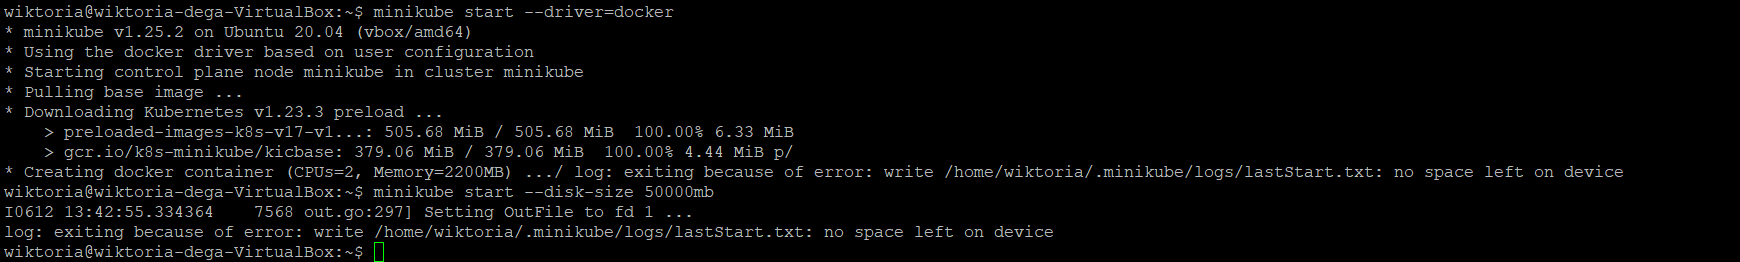 wiktoria@wiktoria-dega-VirtualBox:~$ minikube start --driver=docker
* minikube v1.25.2 on Ubuntu 20.04 (vbox/amd64)
* Using the docker driver based on user configuration
* Starting control plane node minikube in cluster minikube
* Pulling base image ...
* Downloading Kubernetes v1.23.3 preload ...
    > preloaded-images-k8s-v17-v1...: 505.68 MiB / 505.68 MiB  100.00% 6.33 MiB
    > gcr.io/k8s-minikube/kicbase: 379.06 MiB / 379.06 MiB  100.00% 4.44 MiB p/
* Creating docker container (CPUs=2, Memory=2200MB) .../ log: exiting because of error: write /home/wiktoria/.minikube/logs/lastStart.txt: no space left on device
wiktoria@wiktoria-dega-VirtualBox:~$ minikube start --disk-size 50000mb
I0612 13:42:55.334364    7568 out.go:297] Setting OutFile to fd 1 ...
log: exiting because of error: write /home/wiktoria/.minikube/logs/lastStart.txt: no space left on device
wiktoria@wiktoria-dega-VirtualBox:~$